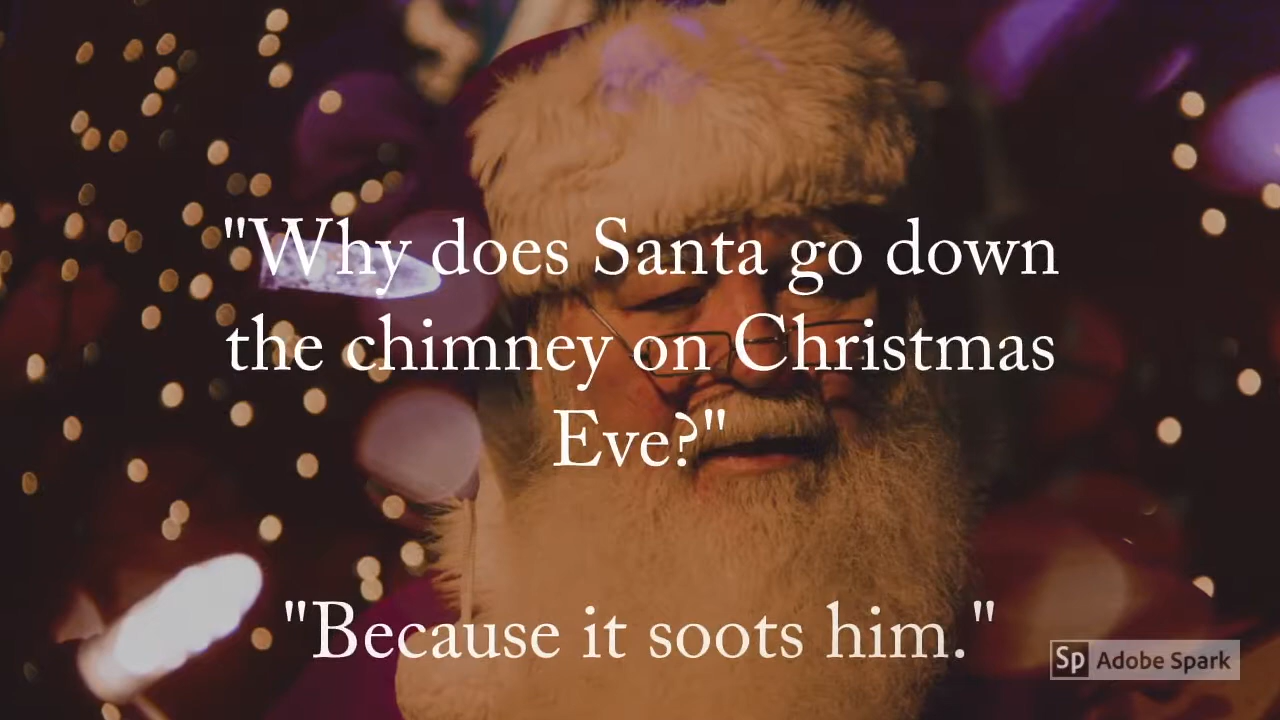 "Why does Santa go down
the chimney on Christmas
Eve?"
"Because it soots him."
Sp Adobe Spark